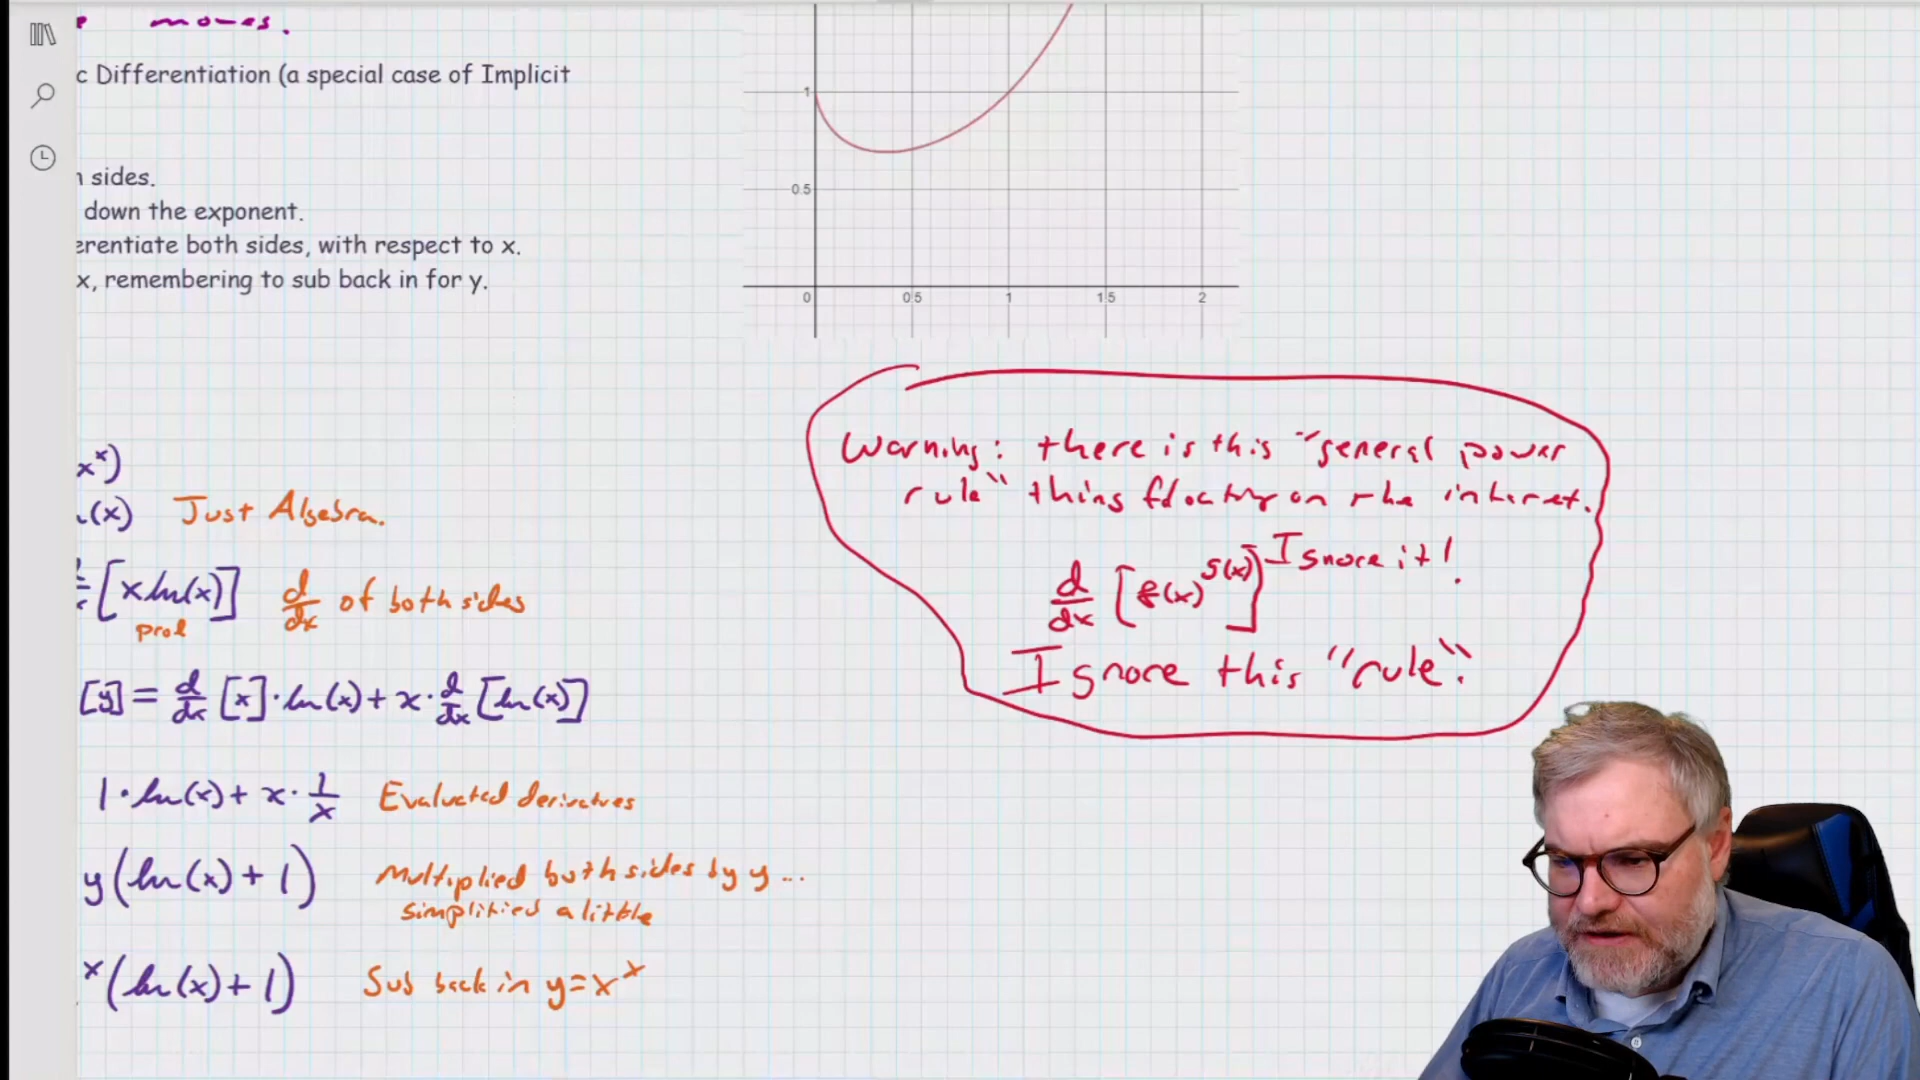 moves.
c Differentiation (a special case of Implicit
sides.
down the exponent.
erentiate both sides, with respect to x.
x, remembering to sub back in for y.
1
0.5
0 0.5 1 1.5 2
x^x)
(x) Just Algebra.
[x ln(x)] d/dx of both sides
prod
[y] = d/dx [x] · ln(x) + x · d/dx [ln(x)]
1 · ln(x) + x · 1/x Evaluated derivatives
y(ln(x) + 1) Multiplied both sides by y ...
simplified a little
x(ln(x) + 1) Sub back in y = x^x
Warning: there is this "general power
rule" thing floating on the internet.
Ignore it!
d/dx [f(x)^g(x)]
Ignore this "rule".